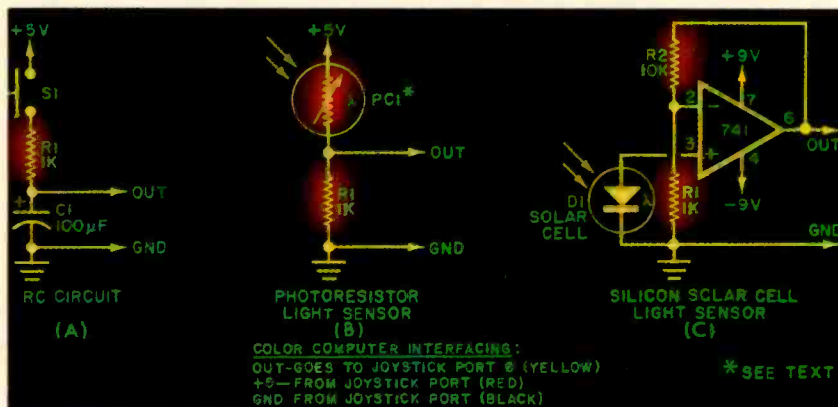 +5V
S1
R1
1K
OUT
+
C1
100µF
GND
RC CIRCUIT
(A)
+5V
λ
PC1*
OUT
R1
1K
GND
PHOTORESISTOR
LIGHT SENSOR
(B)
R2
10K
+9V
2
-
7
741
6
OUT
3
+
4
-9V
D1
SOLAR
CELL
λ
R1
1K
GND
SILICON SOLAR CELL
LIGHT SENSOR
(C)
COLOR COMPUTER INTERFACING:
OUT-GOES TO JOYSTICK PORT 0 (YELLOW)
+5—FROM JOYSTICK PORT (RED)
GND FROM JOYSTICK PORT (BLACK)
*SEE TEXT